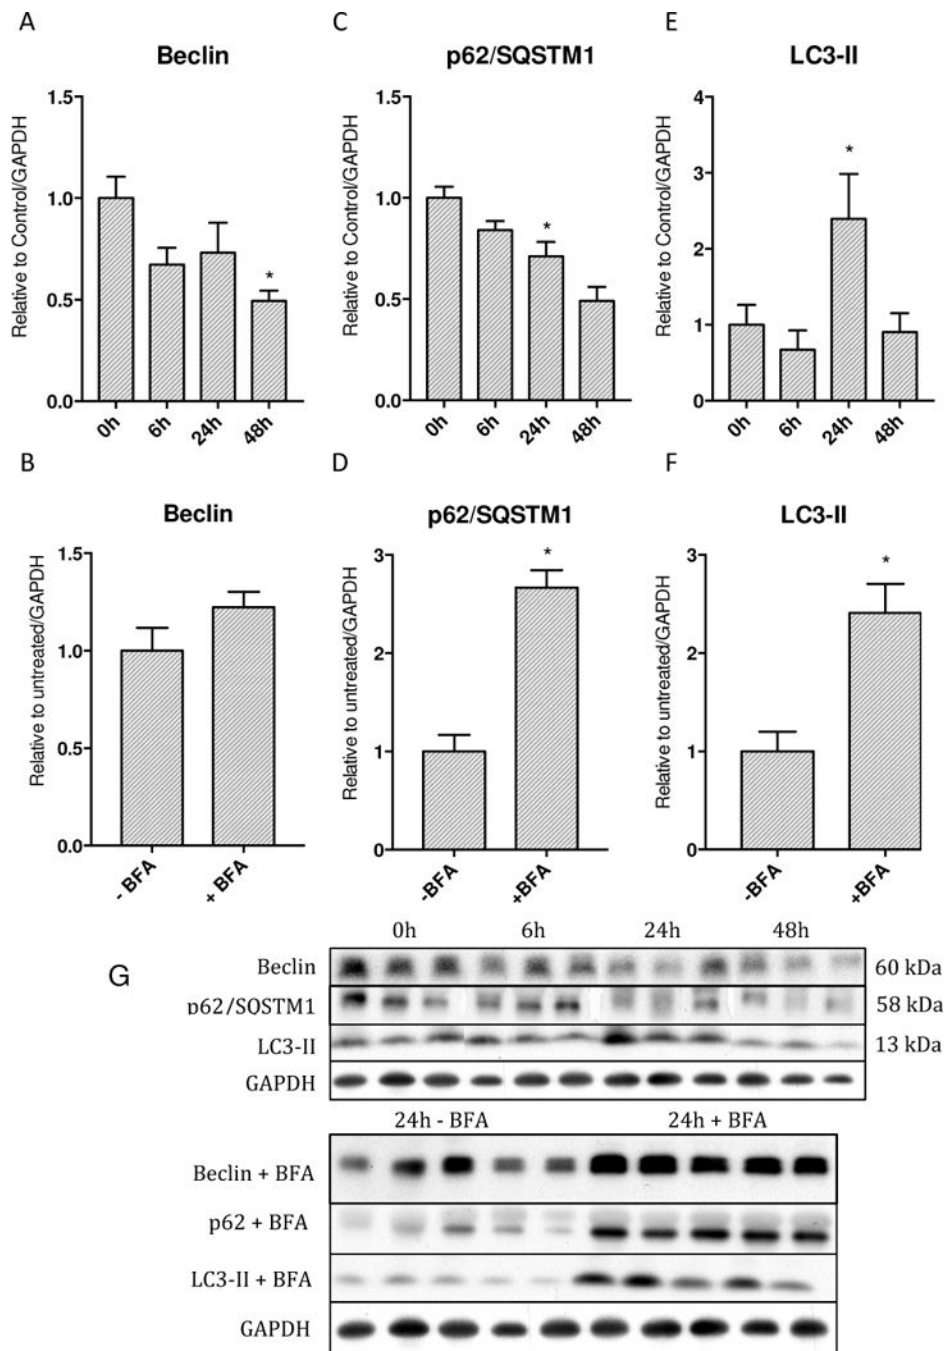 A
Beclin
Relative to Control/GAPDH
1.5
1.0
0.5
0.0
0h
6h
24h
48h
*
C
p62/SQSTM1
Relative to Control/GAPDH
1.5
1.0
0.5
0.0
0h
6h
24h
48h
*
E
LC3-II
Relative to Control/GAPDH
4
3
2
1
0
0h
6h
24h
48h
*
B
Beclin
Relative to untreated/GAPDH
1.5
1.0
0.5
0.0
- BFA
+ BFA
D
p62/SQSTM1
Relative to untreated/GAPDH
3
2
1
0
-BFA
+BFA
*
F
LC3-II
Relative to untreated/GAPDH
3
2
1
0
-BFA
+BFA
*
G
0h 6h 24h 48h
Beclin 60 kDa
p62/SQSTM1 58 kDa
LC3-II 13 kDa
GAPDH
24h - BFA 24h + BFA
Beclin + BFA
p62 + BFA
LC3-II + BFA
GAPDH